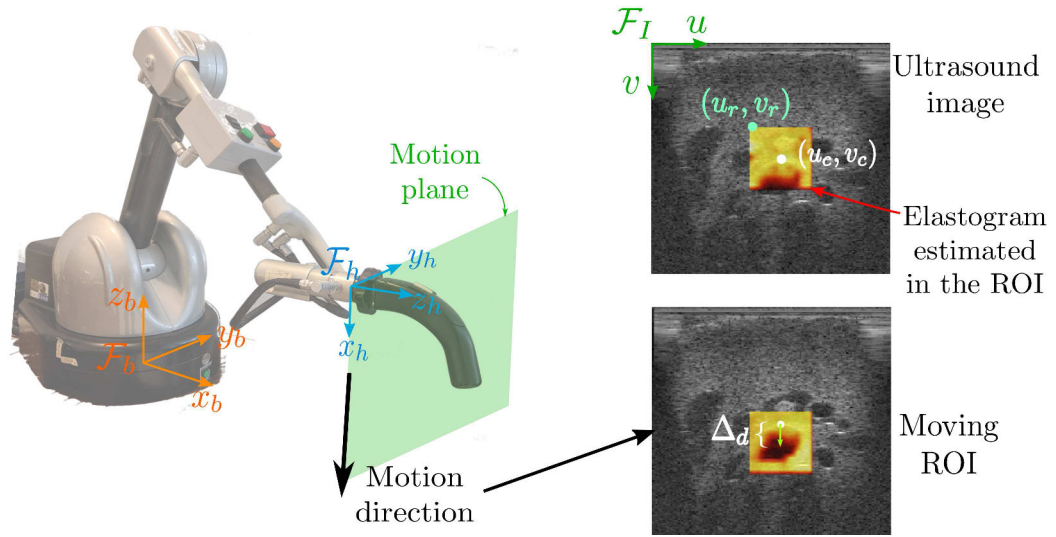 Motion
plane
ℱ_h
y_h
z_h
x_h
z_b
y_b
ℱ_b
x_b
Motion
direction
ℱ_I
u
v
(u_r, v_r)
(u_c, v_c)
Ultrasound
image
Elastogram
estimated
in the ROI
Δ_d {
Moving
ROI